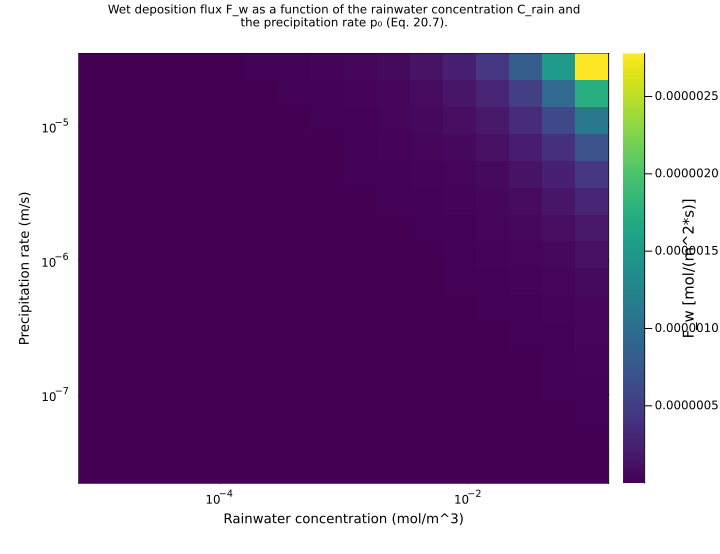 Wet deposition flux F_w as a function of the rainwater concentration C_rain and
the precipitation rate p₀ (Eq. 20.7).
10⁻⁵
10⁻⁶
10⁻⁷
Precipitation rate (m/s)
10⁻⁴
10⁻²
Rainwater concentration (mol/m^3)
0.0000025
0.0000020
0.0000015
0.0000010
0.0000005
F_w [mol/(m^2*s)]